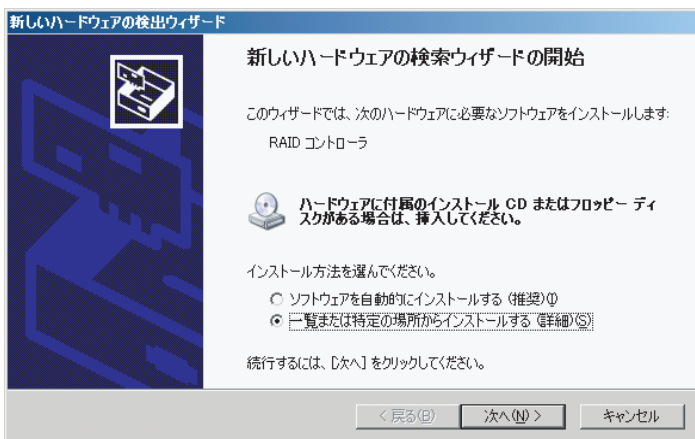 新しいハードウェアの検出ウィザード
新しいハードウェアの検索ウィザードの開始
このウィザードでは、次のハードウェアに必要なソフトウェアをインストールします:
RAID コントローラ
ハードウェアに付属のインストール CD またはフロッピー ディ
スクがある場合は、挿入してください。
インストール方法を選んでください。
ソフトウェアを自動的にインストールする (推奨)(I)
一覧または特定の場所からインストールする (詳細)(S)
続行するには、[次へ] をクリックしてください。
< 戻る(B) 次へ(N) > キャンセル